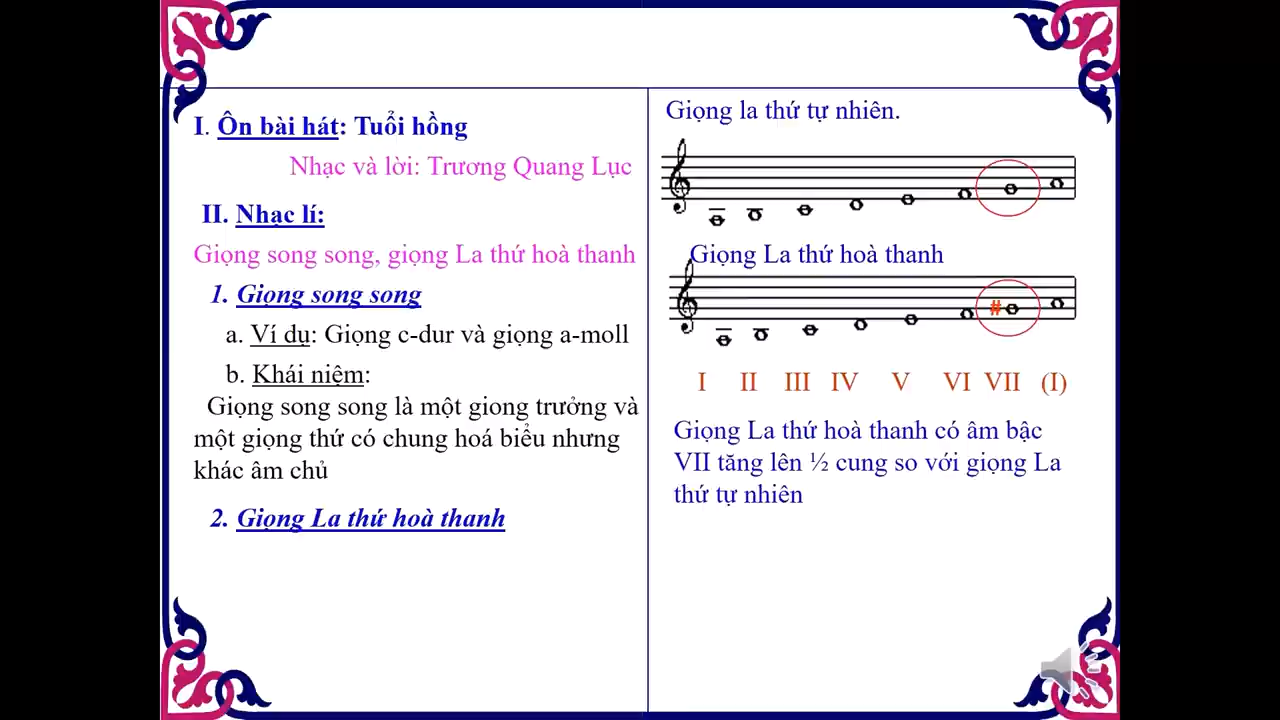 I. Ôn bài hát: Tuổi hồng
Nhạc và lời: Trương Quang Lục
II. Nhạc lí:
Giọng song song, giọng La thứ hoà thanh
1. Giọng song song
a. Ví dụ: Giọng c-dur và giọng a-moll
b. Khái niệm:
Giọng song song là một giong trưởng và
một giọng thứ có chung hoá biểu nhưng
khác âm chủ
2. Giọng La thứ hoà thanh
Giọng la thứ tự nhiên.
Giọng La thứ hoà thanh
#
I II III IV V VI VII (I)
Giọng La thứ hoà thanh có âm bậc
VII tăng lên ½ cung so với giọng La
thứ tự nhiên